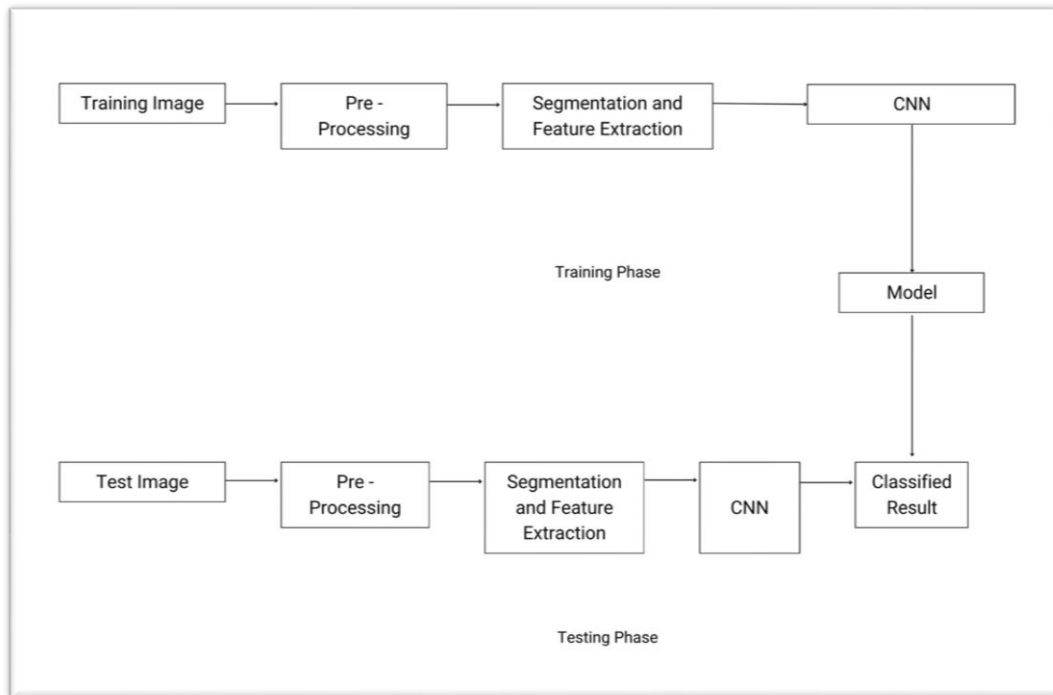 Training Image
Pre -
Processing
Segmentation and
Feature Extraction
CNN
Training Phase
Model
Test Image
Pre -
Processing
Segmentation
and Feature
Extraction
CNN
Classified
Result
Testing Phase